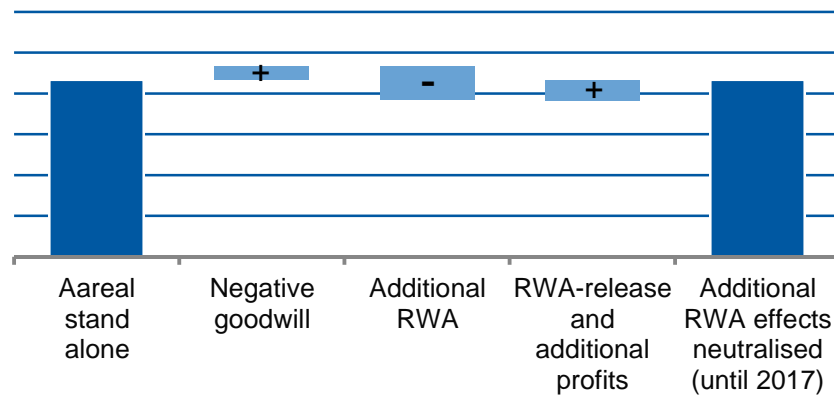 +
-
+
Aareal
stand
alone
Negative
goodwill
Additional
RWA
RWA-release
and
additional
profits
Additional
RWA effects
neutralised
(until 2017)